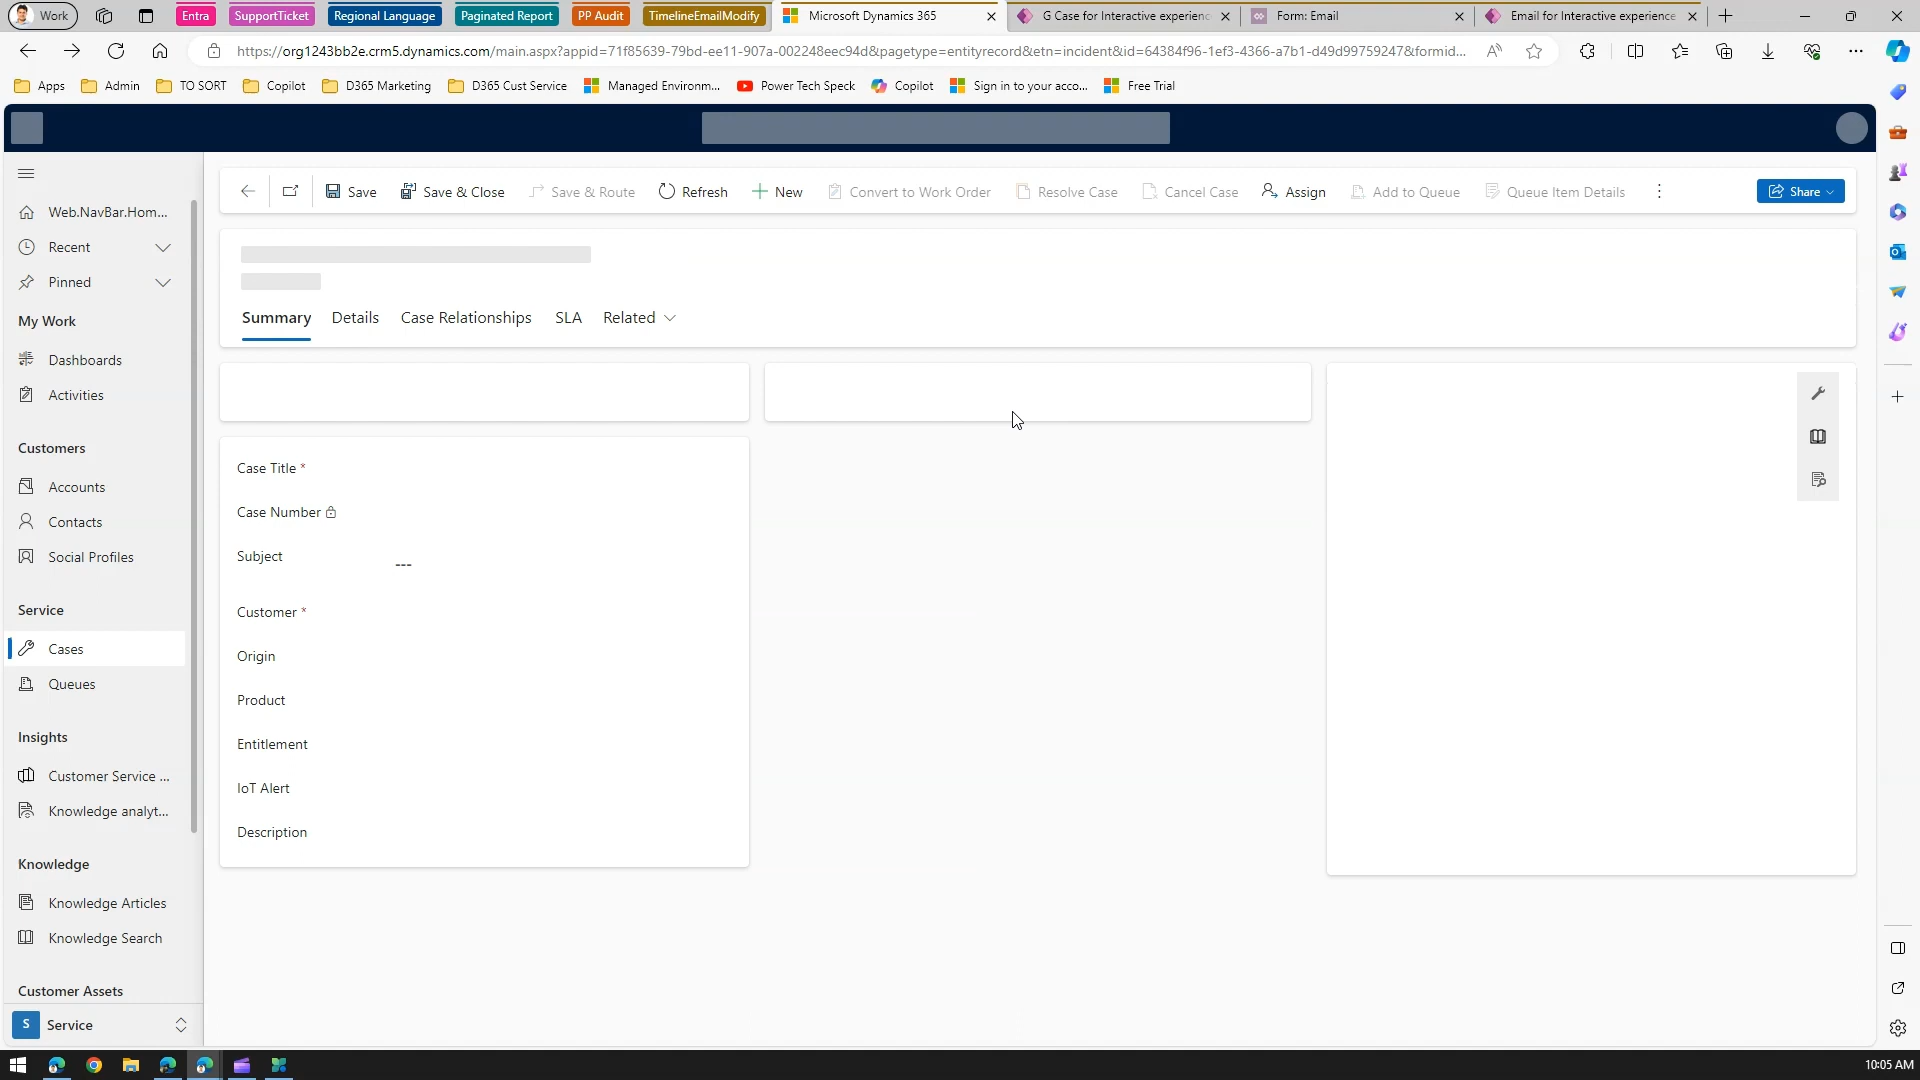 Work
Entra
SupportTicket
Regional Language
Paginated Report
PP Audit
TimelineEmailModify
Microsoft Dynamics 365
G Case for Interactive experienc
Form: Email
Email for Interactive experience
https://org1243bb2e.crm5.dynamics.com/main.aspx?appid=71f85639-79bd-ee11-907a-002248eec94d&pagetype=entityrecord&etn=incident&id=64384f96-1ef3-4366-a7b1-d49d99759247&formid...
Apps
Admin
TO SORT
Copilot
D365 Marketing
D365 Cust Service
Managed Environm...
Power Tech Speck
Copilot
Sign in to your acco...
Free Trial
Save
Save & Close
Save & Route
Refresh
New
Convert to Work Order
Resolve Case
Cancel Case
Assign
Add to Queue
Queue Item Details
Share
Web.NavBar.Hom...
Recent
Pinned
My Work
Dashboards
Activities
Customers
Accounts
Contacts
Social Profiles
Service
Cases
Queues
Insights
Customer Service ...
Knowledge analyt...
Knowledge
Knowledge Articles
Knowledge Search
Customer Assets
S Service
Summary
Details
Case Relationships
SLA
Related
Case Title *
Case Number
Subject
---
Customer *
Origin
Product
Entitlement
IoT Alert
Description
10:05 AM